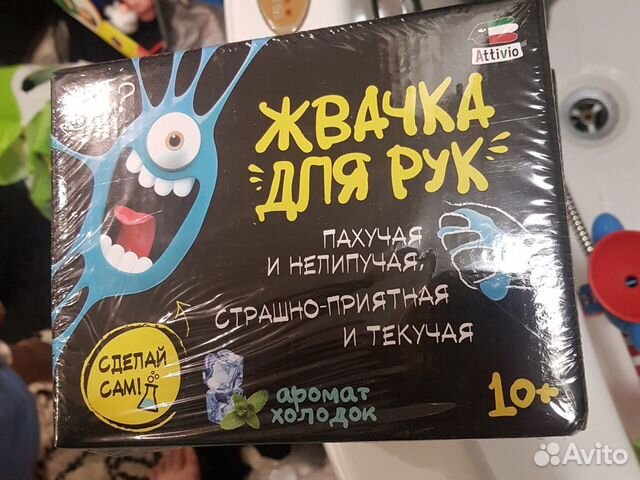 Attivio
ЖВАЧКА
ДЛЯ РУК
ПАХУЧАЯ
И НЕЛИПУЧАЯ,
СТРАШНО-ПРИЯТНАЯ
И ТЕКУЧАЯ
СДЕЛАЙ
САМ!
аромат
холодок
10+
Avito